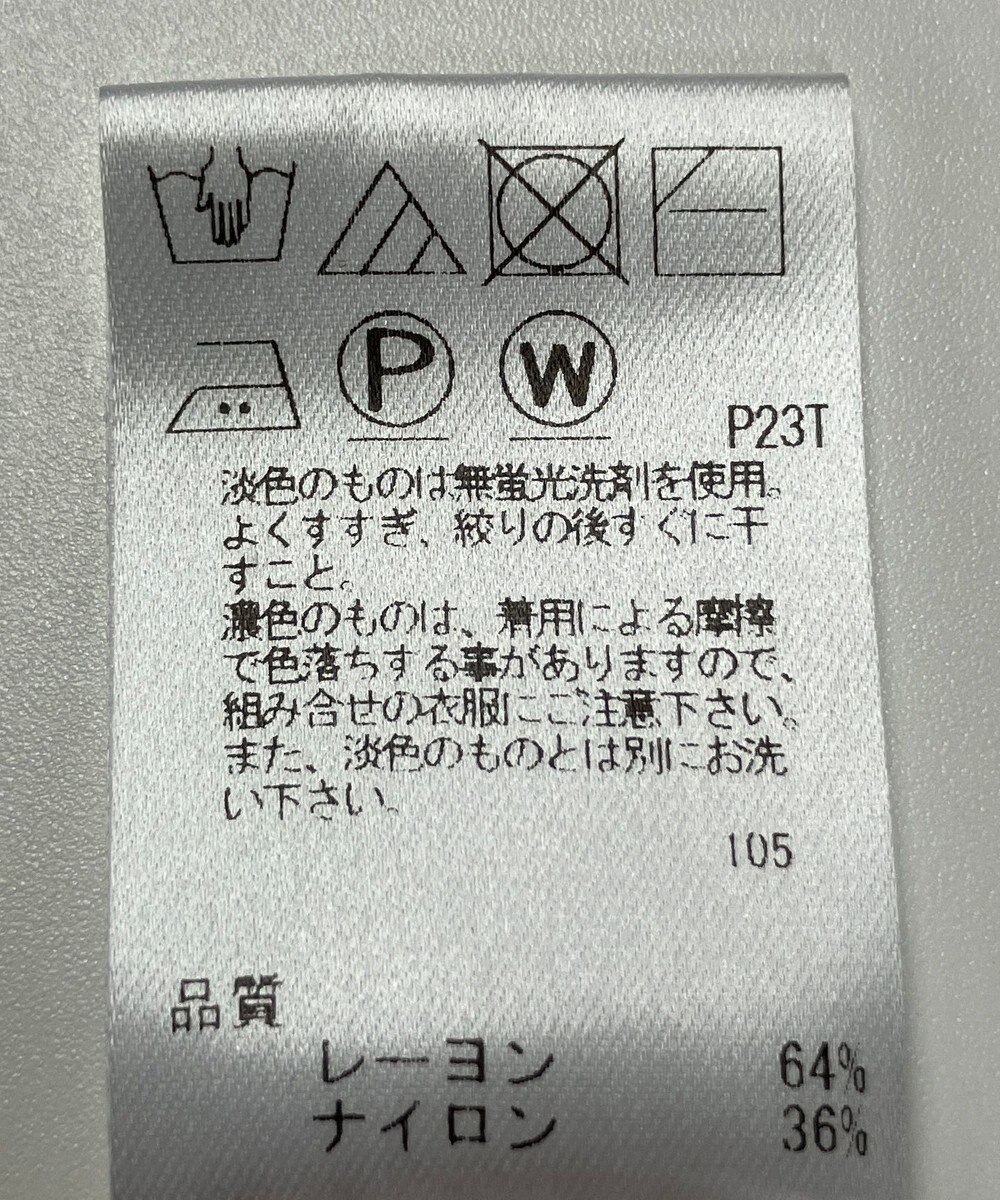 P W
P23T
淡色のものは無蛍光洗剤を使用。
よくすすぎ、絞りの後すぐに干
すこと。
濃色のものは、着用による摩擦
で色落ちする事がありますので、
組み合せの衣服にご注意下さい。
また、淡色のものとは別にお洗
い下さい。
105
品質
レーヨン 64%
ナイロン 36%